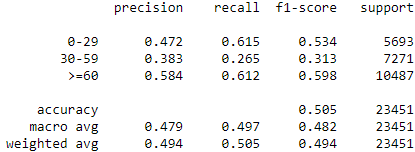 precision recall f1-score support
0-29 0.472 0.615 0.534 5693
30-59 0.383 0.265 0.313 7271
>=60 0.584 0.612 0.598 10487
accuracy 0.505 23451
macro avg 0.479 0.497 0.482 23451
weighted avg 0.494 0.505 0.494 23451